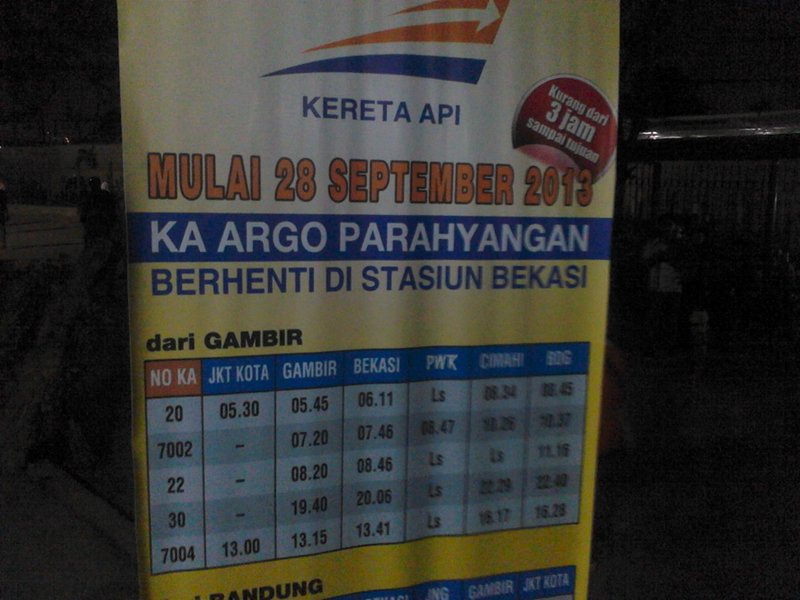 KERETA API
Kurang dari
3 jam
sampai tujuan
MULAI 28 SEPTEMBER 2013
KA ARGO PARAHYANGAN
BERHENTI DI STASIUN BEKASI
dari GAMBIR
NO KA JKT KOTA GAMBIR BEKASI PWK CIMAHI BDG
20 05.30 05.45 06.11 Ls 08.34 08.45
7002 – 07.20 07.46 08.47 10.26 10.37
22 – 08.20 08.46 Ls Ls 11.16
30 – 19.40 20.06 Ls 22.29 22.40
7004 13.00 13.15 13.41 Ls 16.17 16.28
BANDUNG
JNG GAMBIR JKT KOTA